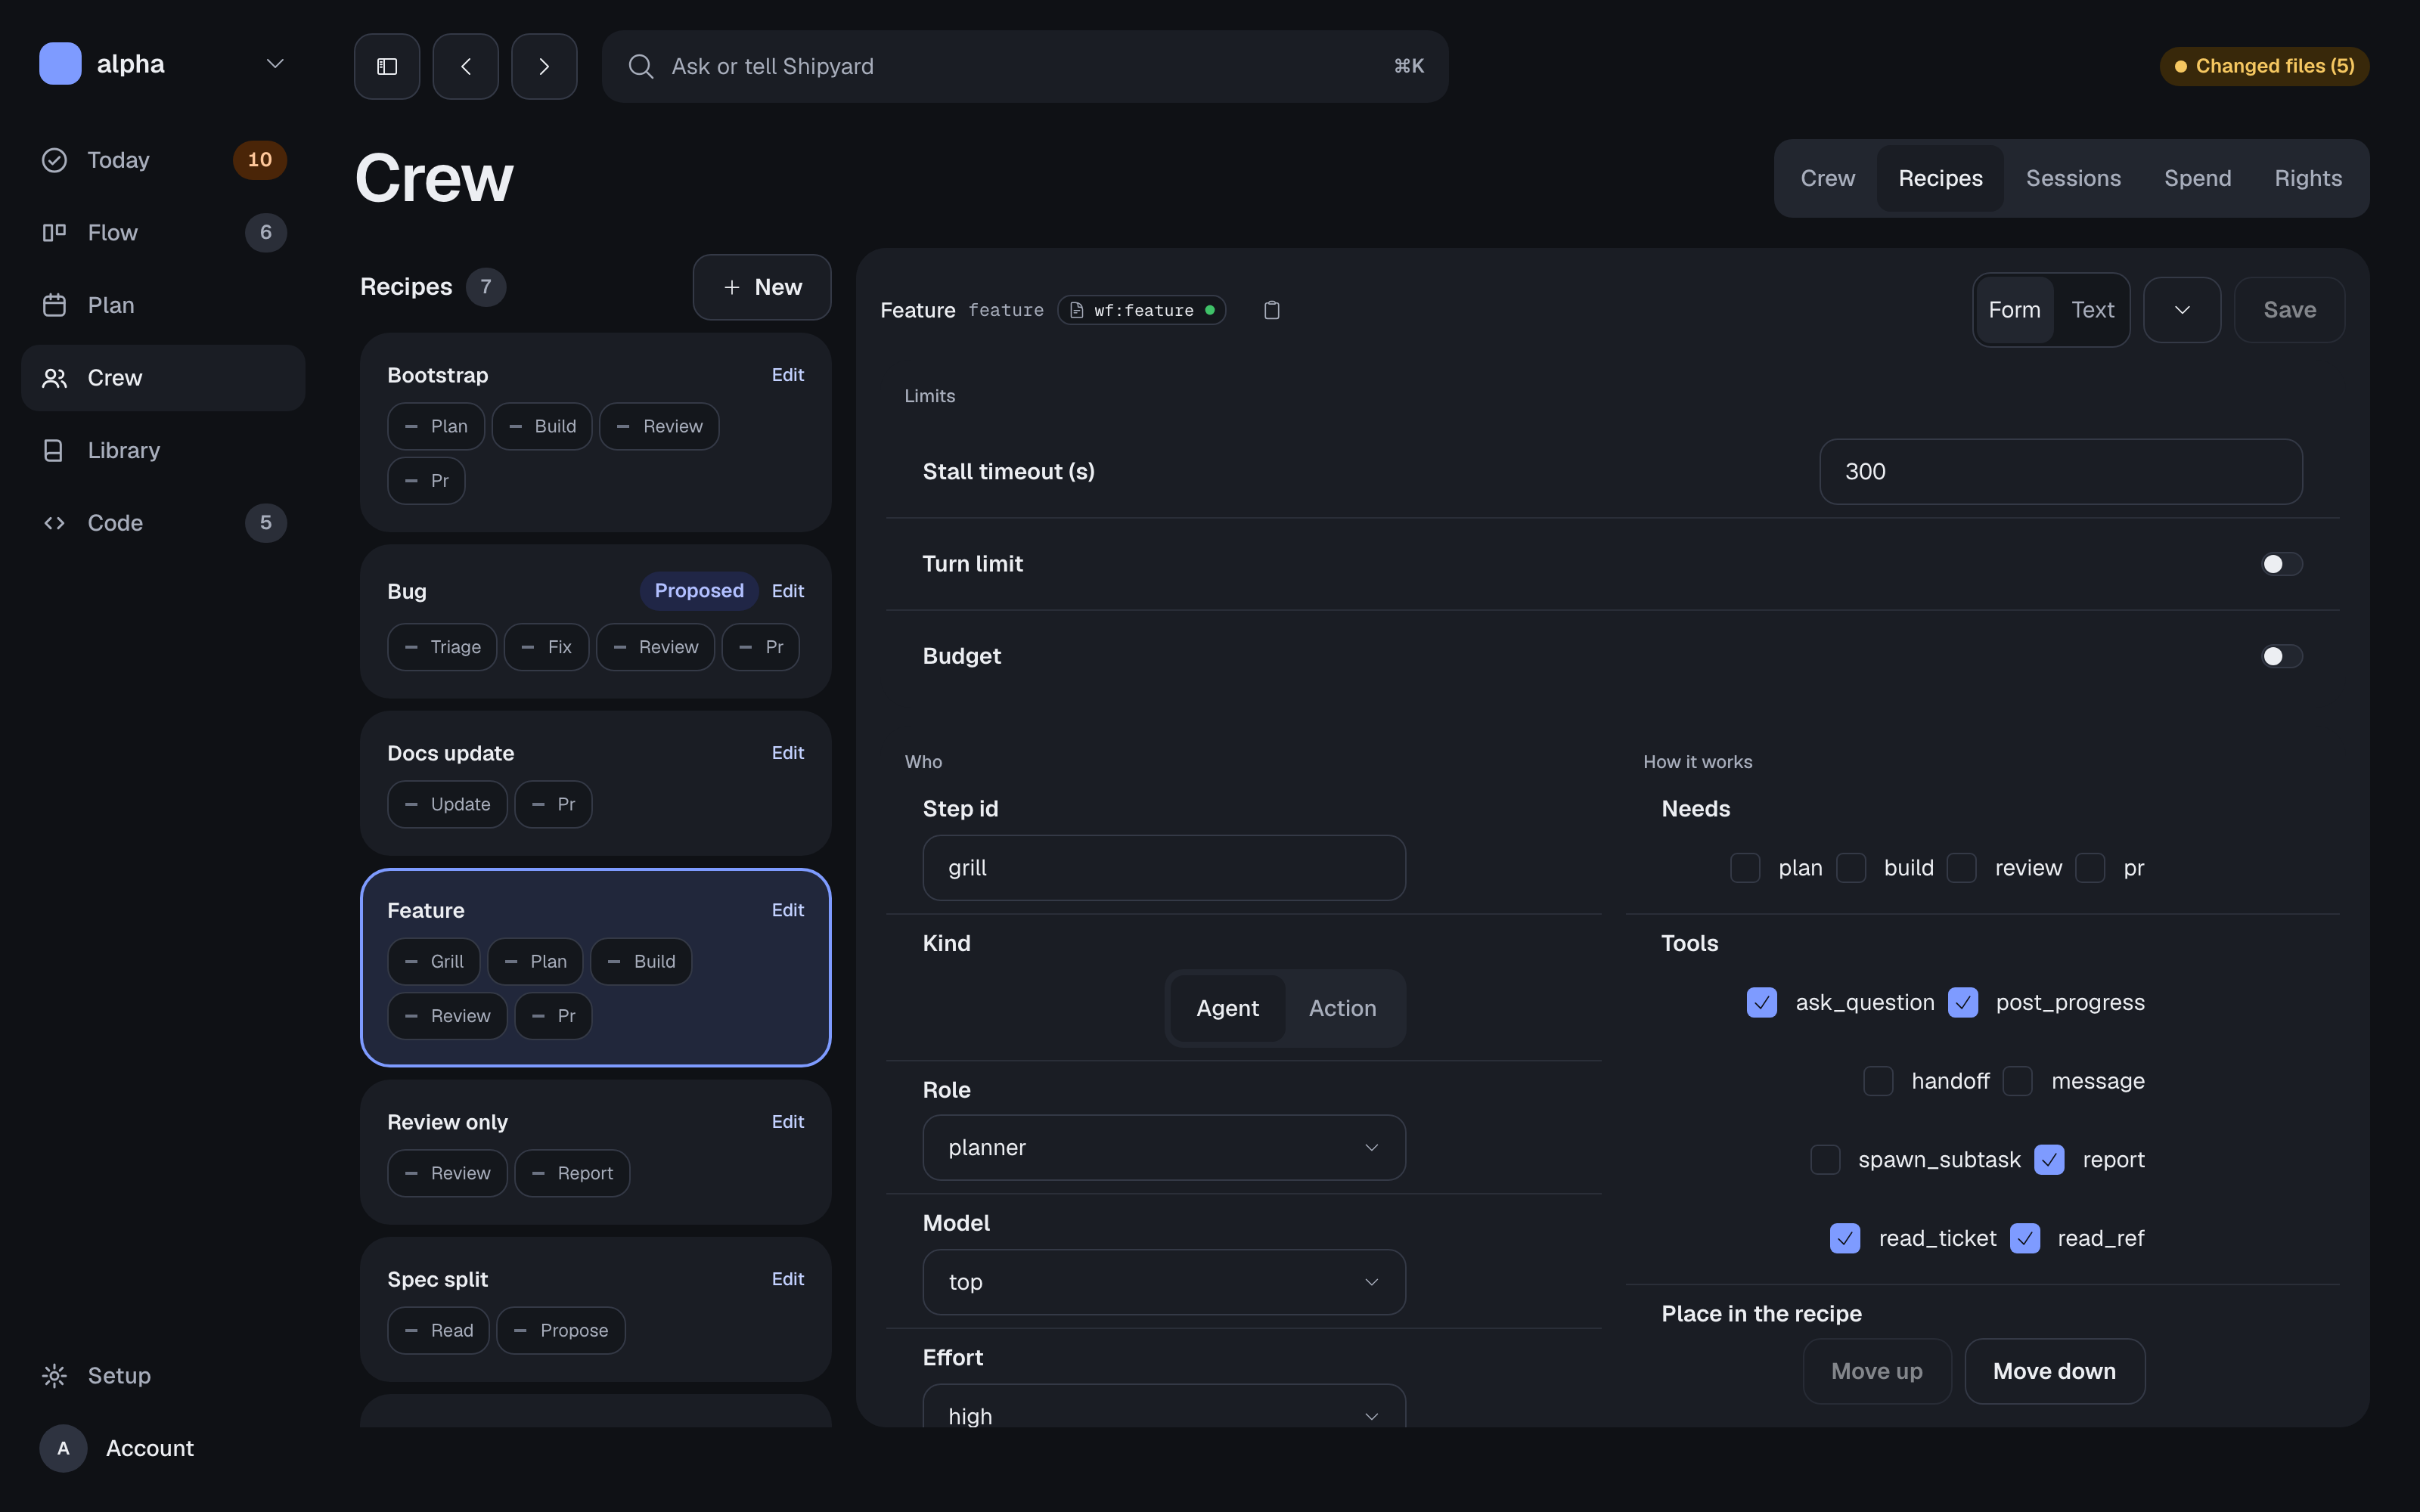 alpha
Ask or tell Shipyard ⌘K
Changed files (5)
Today 10
Flow 6
Plan
Crew
Library
Code 5
Setup
A Account
Crew
Crew Recipes Sessions Spend Rights
Recipes 7
New
Bootstrap Edit
Plan Build Review
Pr
Bug Proposed Edit
Triage Fix Review Pr
Docs update Edit
Update Pr
Feature Edit
Grill Plan Build
Review Pr
Review only Edit
Review Report
Spec split Edit
Read Propose
Feature feature wf:feature
Form Text
Save
Limits
Stall timeout (s) 300
Turn limit
Budget
Who
Step id
grill
Kind
Agent Action
Role
planner
Model
top
Effort
high
How it works
Needs
plan build review pr
Tools
ask_question post_progress
handoff message
spawn_subtask report
read_ticket read_ref
Place in the recipe
Move up Move down